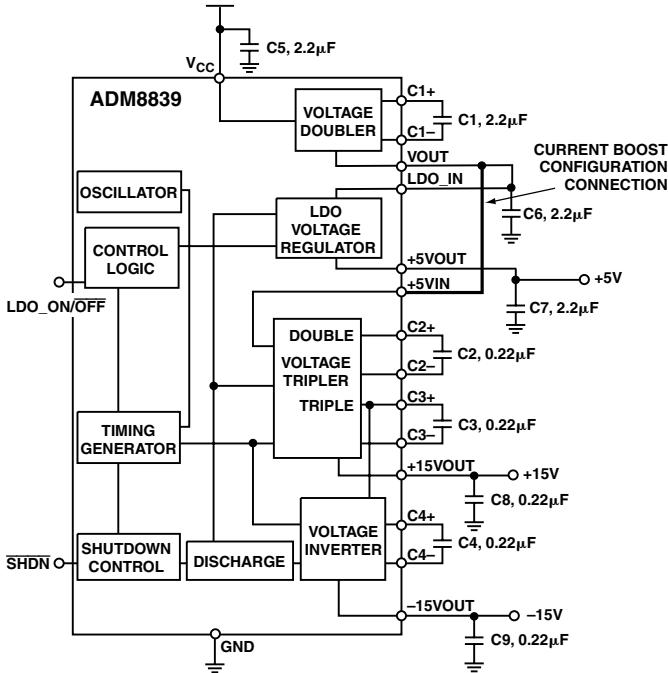 C5, 2.2µF
VCC
ADM8839
VOLTAGE
DOUBLER
C1+
C1–
C1, 2.2µF
VOUT
CURRENT BOOST
CONFIGURATION
CONNECTION
LDO_IN
OSCILLATOR
LDO
VOLTAGE
REGULATOR
C6, 2.2µF
CONTROL
LOGIC
+5VOUT
+5V
+5VIN
LDO_ON/OFF
C7, 2.2µF
DOUBLE
VOLTAGE
TRIPLER
TRIPLE
C2+
C2–
C2, 0.22µF
C3+
C3–
C3, 0.22µF
TIMING
GENERATOR
+15VOUT
+15V
C8, 0.22µF
VOLTAGE
INVERTER
C4+
C4–
C4, 0.22µF
SHDN
SHUTDOWN
CONTROL
DISCHARGE
–15VOUT
–15V
C9, 0.22µF
GND